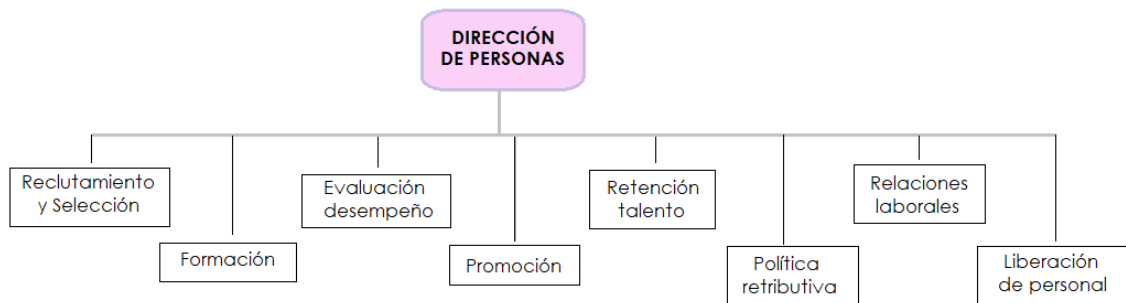 DIRECCIÓN
DE PERSONAS
Reclutamiento
y Selección
Formación
Evaluación
desempeño
Promoción
Retención
talento
Política
retributiva
Relaciones
laborales
Liberación
de personal